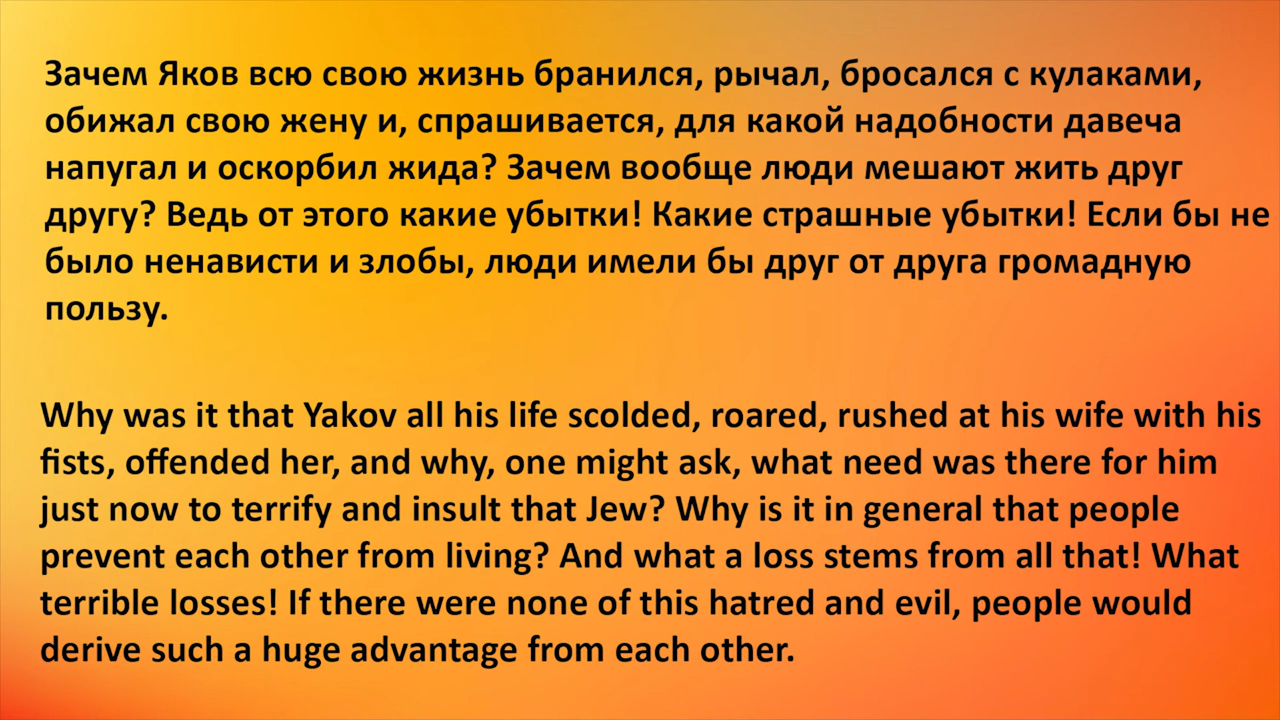 Зачем Яков всю свою жизнь бранился, рычал, бросался с кулаками,
обижал свою жену и, спрашивается, для какой надобности давеча
напугал и оскорбил жида? Зачем вообще люди мешают жить друг
другу? Ведь от этого какие убытки! Какие страшные убытки! Если бы не
было ненависти и злобы, люди имели бы друг от друга громадную
пользу.
Why was it that Yakov all his life scolded, roared, rushed at his wife with his
fists, offended her, and why, one might ask, what need was there for him
just now to terrify and insult that Jew? Why is it in general that people
prevent each other from living? And what a loss stems from all that! What
terrible losses! If there were none of this hatred and evil, people would
derive such a huge advantage from each other.